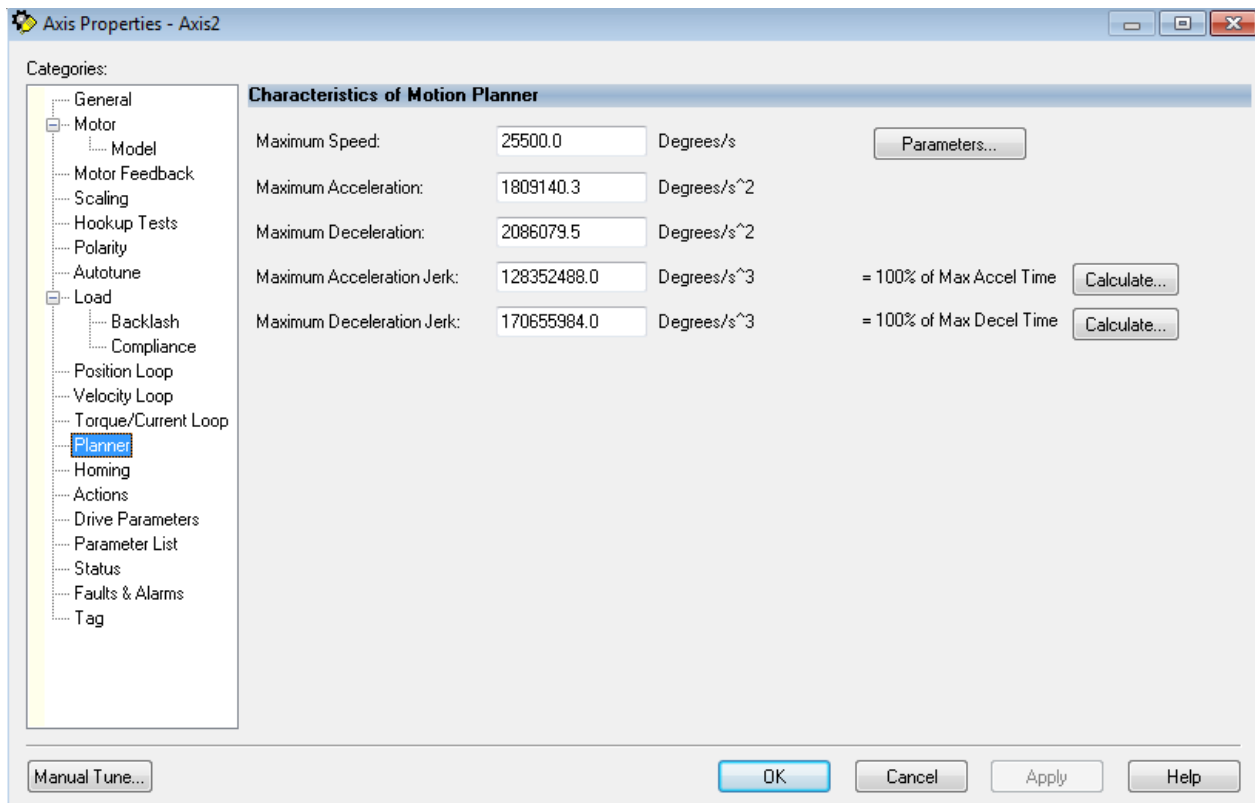 Axis Properties - Axis2
Categories:
General
Motor
Model
Motor Feedback
Scaling
Hookup Tests
Polarity
Autotune
Load
Backlash
Compliance
Position Loop
Velocity Loop
Torque/Current Loop
Planner
Homing
Actions
Drive Parameters
Parameter List
Status
Faults & Alarms
Tag
Characteristics of Motion Planner
Maximum Speed: 25500.0 Degrees/s Parameters...
Maximum Acceleration: 1809140.3 Degrees/s^2
Maximum Deceleration: 2086079.5 Degrees/s^2
Maximum Acceleration Jerk: 128352488.0 Degrees/s^3 = 100% of Max Accel Time Calculate...
Maximum Deceleration Jerk: 170655984.0 Degrees/s^3 = 100% of Max Decel Time Calculate...
Manual Tune... OK Cancel Apply Help